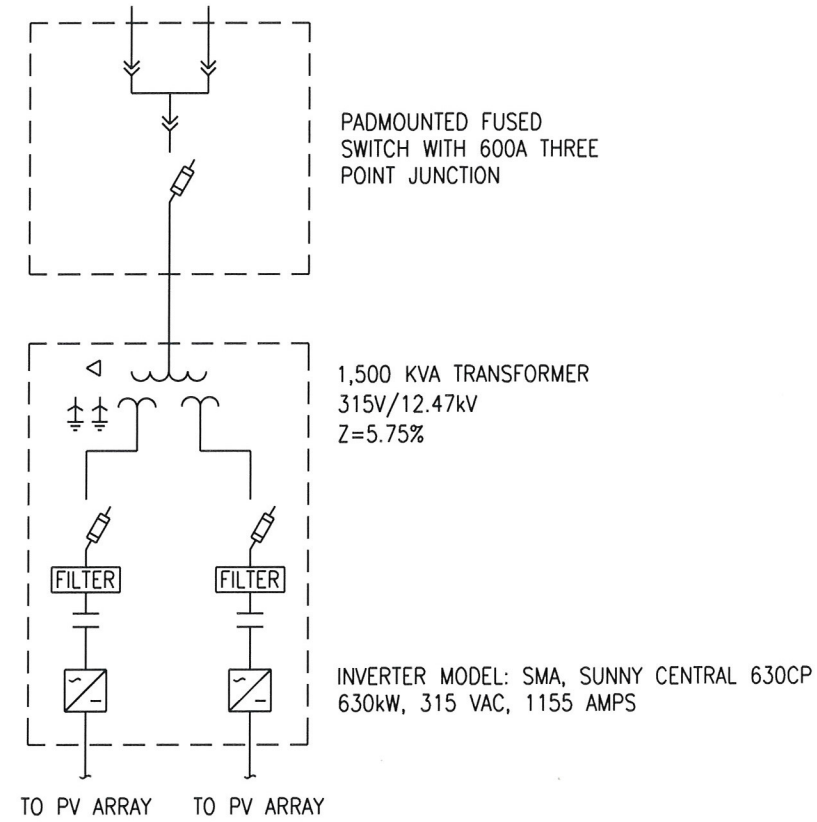 PADMOUNTED FUSED
SWITCH WITH 600A THREE
POINT JUNCTION
1,500 KVA TRANSFORMER
315V/12.47kV
Z=5.75%
FILTER FILTER
INVERTER MODEL: SMA, SUNNY CENTRAL 630CP
630kW, 315 VAC, 1155 AMPS
TO PV ARRAY TO PV ARRAY